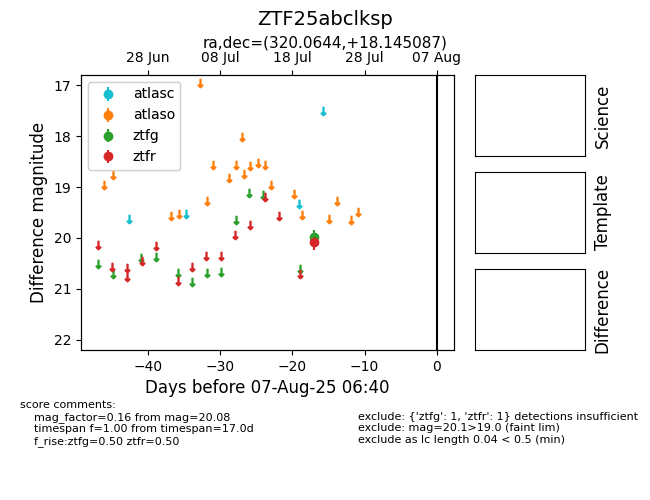 ZTF25abclksp
ra,dec=(320.0644,+18.145087)
28 Jun 08 Jul 18 Jul 28 Jul 07 Aug
atlasc
atlaso
ztfg
ztfr
17
18
19
20
21
22
Difference magnitude
−40 −30 −20 −10 0
Days before 07-Aug-25 06:40
Science
Template
Difference
score comments:
mag_factor=0.16 from mag=20.08
timespan f=1.00 from timespan=17.0d
f_rise:ztfg=0.50 ztfr=0.50
exclude: {'ztfg': 1, 'ztfr': 1} detections insufficient
exclude: mag=20.1>19.0 (faint lim)
exclude as lc length 0.04 < 0.5 (min)